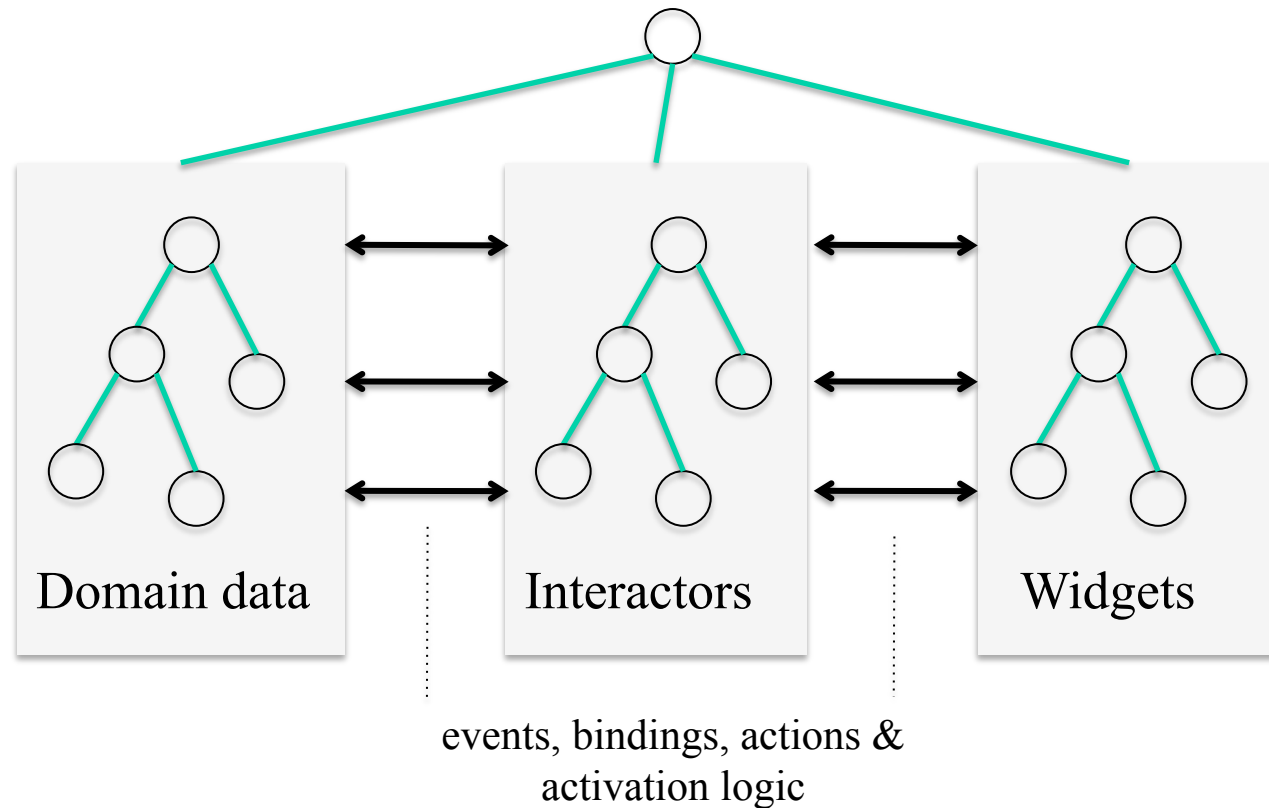 Domain data
Interactors
Widgets
events, bindings, actions &
activation logic